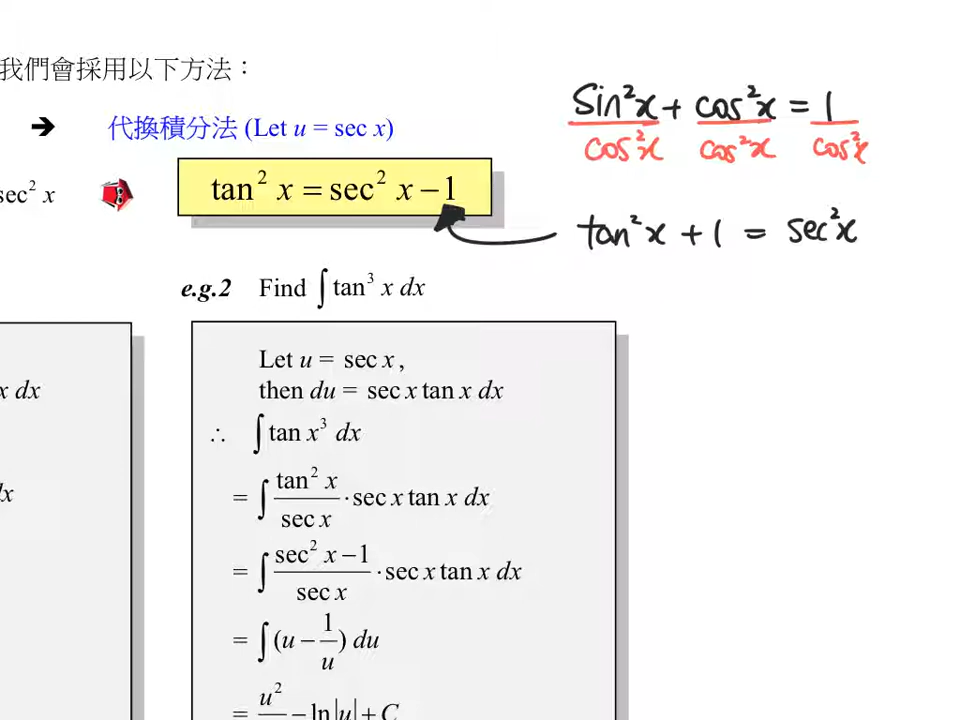 我們會採用以下方法：
➔ 代換積分法 (Let u = sec x)
sin²x + cos²x = 1
cos²x cos²x cos²x
sec² x
tan² x = sec² x − 1
tan²x + 1 = sec²x
e.g.2 Find ∫ tan³ x dx
Let u = sec x ,
then du = sec x tan x dx
x dx
∴ ∫ tan x³ dx
= ∫ tan² x / sec x · sec x tan x dx
dx
= ∫ sec² x − 1 / sec x · sec x tan x dx
= ∫ (u − 1/u) du
= u² − ln|u| + C